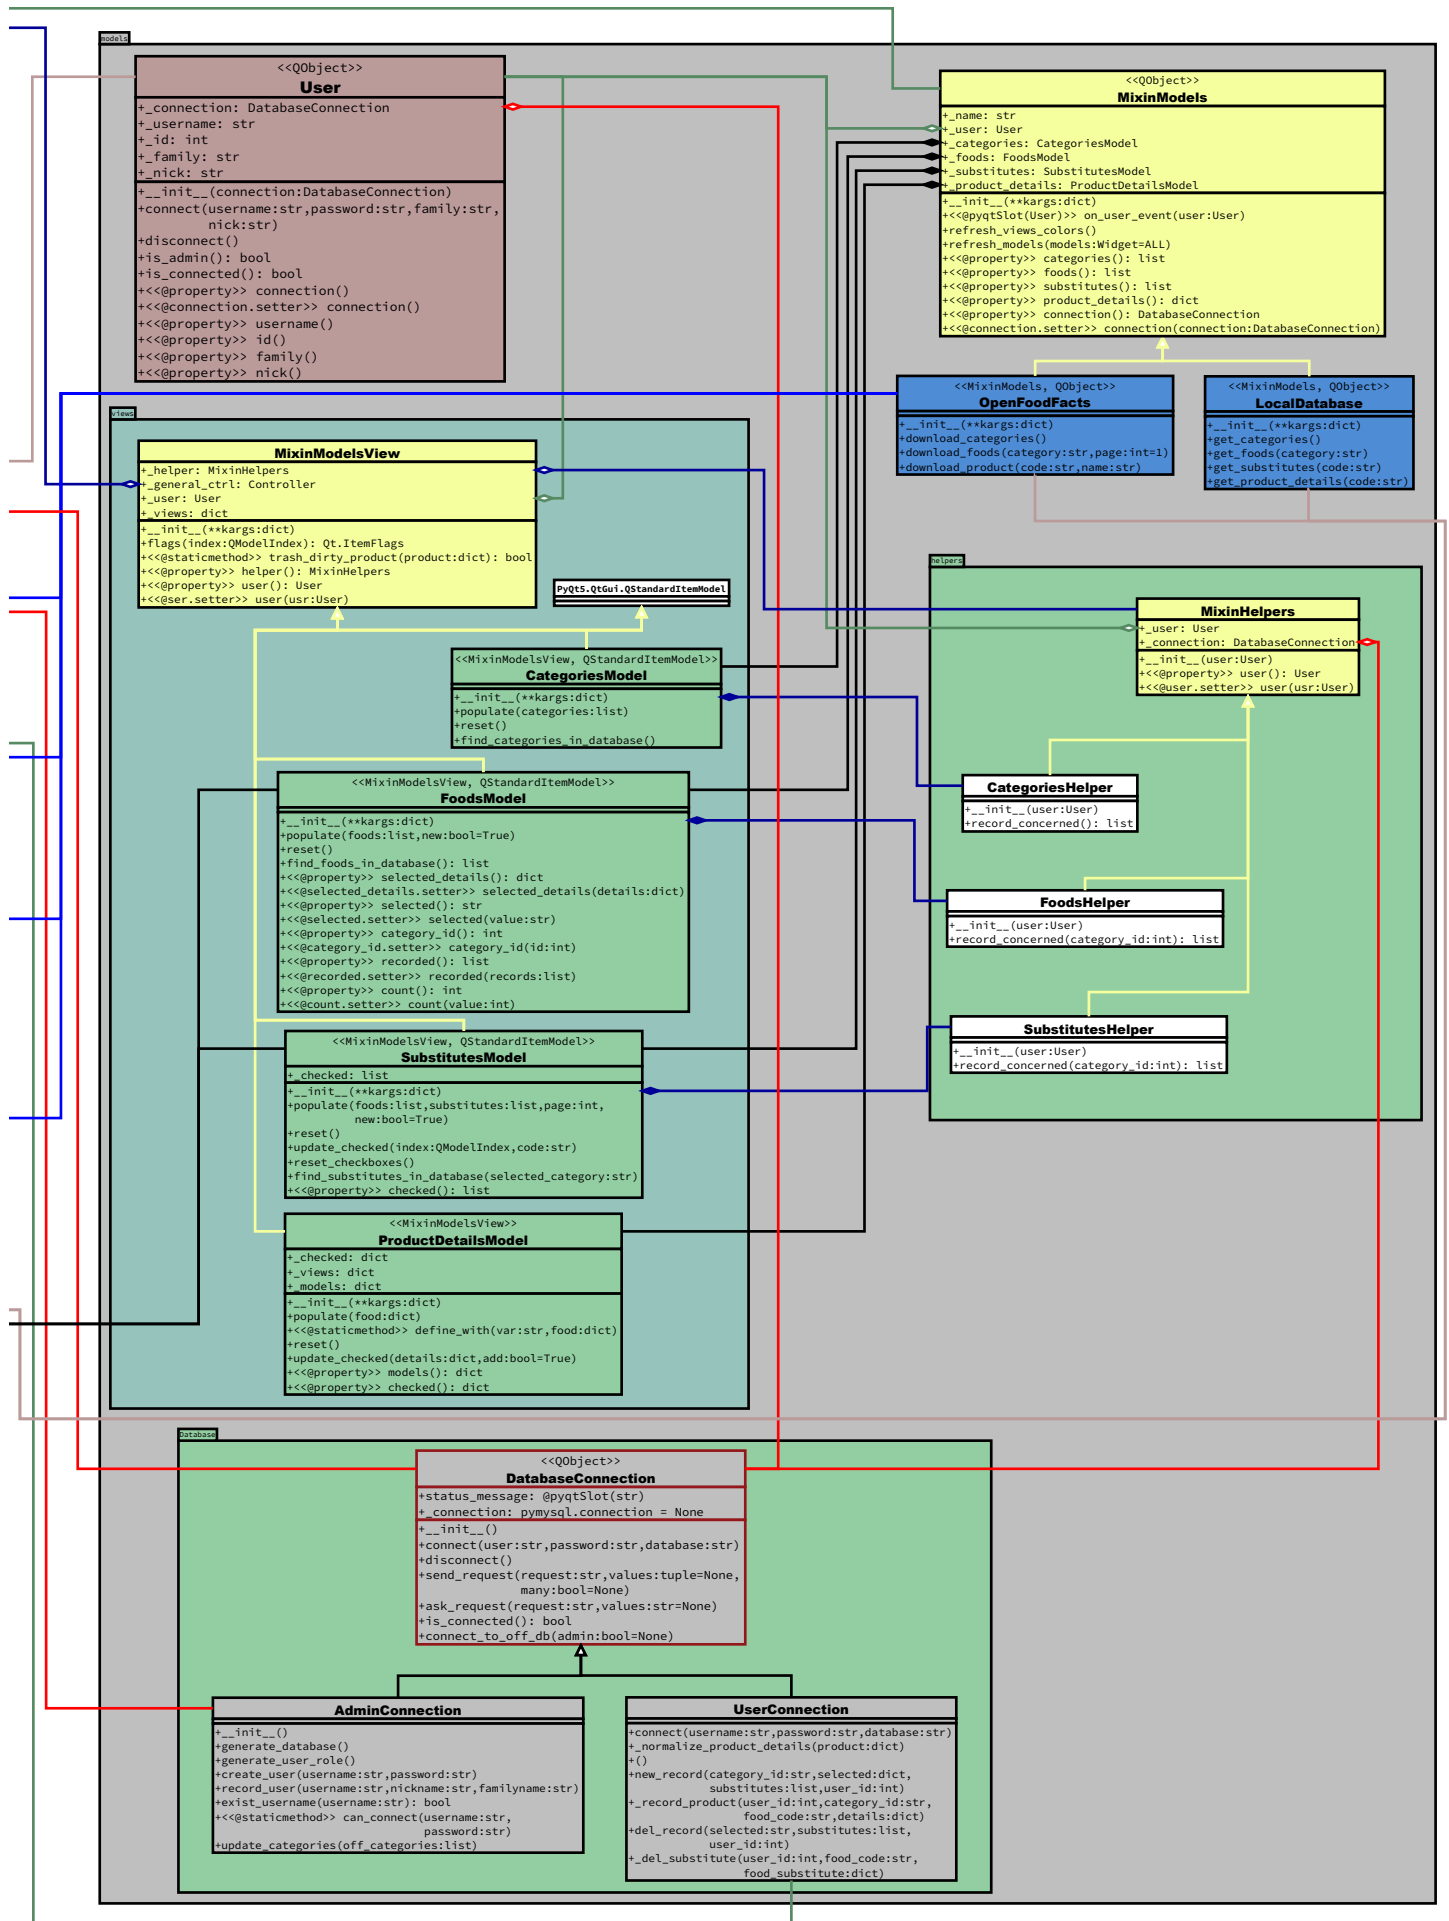 models
<<QObject>>
User
+_connection: DatabaseConnection
+_username: str
+_id: int
+_family: str
+_nick: str
+__init__(connection:DatabaseConnection)
+connect(username:str,password:str,family:str,
nick:str)
+disconnect()
+is_admin(): bool
+is_connected(): bool
+<<@property>> connection()
+<<@connection.setter>> connection()
+<<@property>> username()
+<<@property>> id()
+<<@property>> family()
+<<@property>> nick()
<<QObject>>
MixinModels
+_name: str
+_user: User
+_categories: CategoriesModel
+_foods: FoodsModel
+_substitutes: SubstitutesModel
+_product_details: ProductDetailsModel
+__init__(**kargs:dict)
+<<@pyqtSlot(User)>> on_user_event(user:User)
+refresh_views_colors()
+refresh_models(models:Widget=ALL)
+<<@property>> categories(): list
+<<@property>> foods(): list
+<<@property>> substitutes(): list
+<<@property>> product_details(): dict
+<<@property>> connection(): DatabaseConnection
+<<@connection.setter>> connection(connection:DatabaseConnection)
<<MixinModels, QObject>>
OpenFoodFacts
+__init__(**kargs:dict)
+download_categories()
+download_foods(category:str,page:int=1)
+download_product(code:str,name:str)
<<MixinModels, QObject>>
LocalDatabase
+__init__(**kargs:dict)
+get_categories()
+get_foods(category:str)
+get_substitutes(code:str)
+get_product_details(code:str)
views
MixinModelsView
+_helper: MixinHelpers
+_general_ctrl: Controller
+_user: User
+_views: dict
+__init__(**kargs:dict)
+flags(index:QModelIndex): Qt.ItemFlags
+<<@staticmethod>> trash_dirty_product(product:dict): bool
+<<@property>> helper(): MixinHelpers
+<<@property>> user(): User
+<<@ser.setter>> user(usr:User)
PyQt5.QtGui.QStandardItemModel
<<MixinModelsView, QStandardItemModel>>
CategoriesModel
+__init__(**kargs:dict)
+populate(categories:list)
+reset()
+find_categories_in_database()
<<MixinModelsView, QStandardItemModel>>
FoodsModel
+__init__(**kargs:dict)
+populate(foods:list,new:bool=True)
+reset()
+find_foods_in_database(): list
+<<@property>> selected_details(): dict
+<<@selected_details.setter>> selected_details(details:dict)
+<<@property>> selected(): str
+<<@selected.setter>> selected(value:str)
+<<@property>> category_id(): int
+<<@category_id.setter>> category_id(id:int)
+<<@property>> recorded(): list
+<<@recorded.setter>> recorded(records:list)
+<<@property>> count(): int
+<<@count.setter>> count(value:int)
<<MixinModelsView, QStandardItemModel>>
SubstitutesModel
+_checked: list
+__init__(**kargs:dict)
+populate(foods:list,substitutes:list,page:int,
new:bool=True)
+reset()
+update_checked(index:QModelIndex,code:str)
+reset_checkboxes()
+find_substitutes_in_database(selected_category:str)
+<<@property>> checked(): list
<<MixinModelsView>>
ProductDetailsModel
+_checked: dict
+_views: dict
+_models: dict
+__init__(**kargs:dict)
+populate(food:dict)
+<<@staticmethod>> define_with(var:str,food:dict)
+reset()
+update_checked(details:dict,add:bool=True)
+<<@property>> models(): dict
+<<@property>> checked(): dict
helpers
MixinHelpers
+_user: User
+_connection: DatabaseConnection
+__init__(user:User)
+<<@property>> user(): User
+<<@user.setter>> user(usr:User)
CategoriesHelper
+__init__(user:User)
+record_concerned(): list
FoodsHelper
+__init__(user:User)
+record_concerned(category_id:int): list
SubstitutesHelper
+__init__(user:User)
+record_concerned(category_id:int): list
Database
<<QObject>>
DatabaseConnection
+status_message: @pyqtSlot(str)
+_connection: pymysql.connection = None
+__init__()
+connect(user:str,password:str,database:str)
+disconnect()
+send_request(request:str,values:tuple=None,
many:bool=None)
+ask_request(request:str,values:str=None)
+is_connected(): bool
+connect_to_off_db(admin:bool=None)
AdminConnection
+__init__()
+generate_database()
+generate_user_role()
+create_user(username:str,password:str)
+record_user(username:str,nickname:str,familyname:str)
+exist_username(username:str): bool
+<<@staticmethod>> can_connect(username:str,
password:str)
+update_categories(off_categories:list)
UserConnection
+connect(username:str,password:str,database:str)
+_normalize_product_details(product:dict)
+()
+new_record(category_id:str,selected:dict,
substitutes:list,user_id:int)
+_record_product(user_id:int,category_id:str,
food_code:str,details:dict)
+del_record(selected:str,substitutes:list,
user_id:int)
+_del_substitute(user_id:int,food_code:str,
food_substitute:dict)